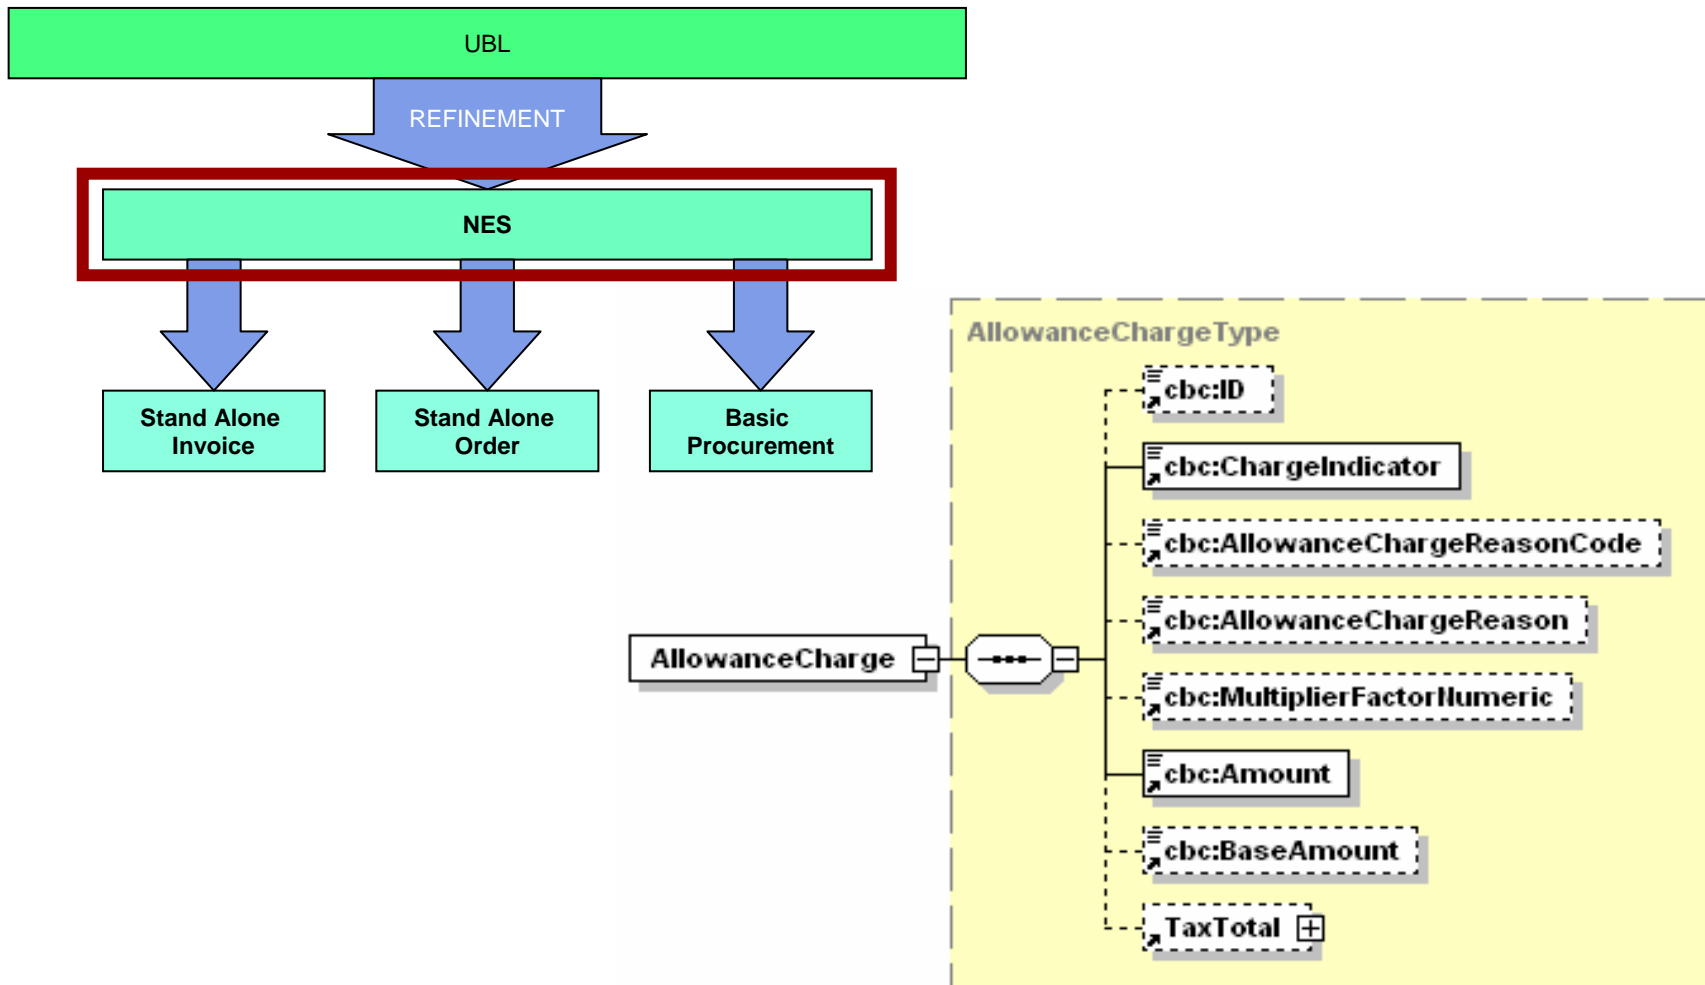 UBL
REFINEMENT
NES
Stand Alone
Invoice
Stand Alone
Order
Basic
Procurement
AllowanceChargeType
cbc:ID
cbc:ChargeIndicator
cbc:AllowanceChargeReasonCode
cbc:AllowanceChargeReason
AllowanceCharge
cbc:MultiplierFactorNumeric
cbc:Amount
cbc:BaseAmount
TaxTotal